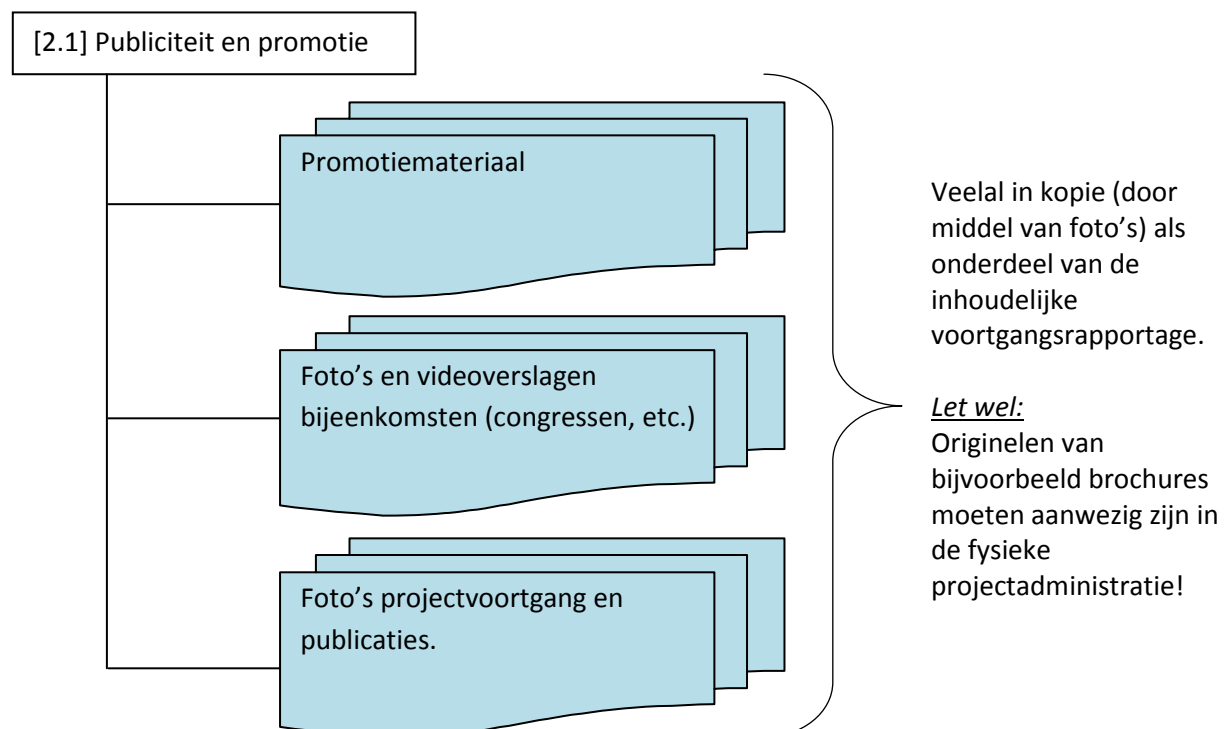 [2.1] Publiciteit en promotie
Promotiemateriaal
Foto’s en videoverslagen
bijeenkomsten (congressen, etc.)
Foto’s projectvoortgang en
publicaties.
Veelal in kopie (door
middel van foto’s) als
onderdeel van de
inhoudelijke
voortgangsrapportage.
Let wel:
Originelen van
bijvoorbeeld brochures
moeten aanwezig zijn in
de fysieke
projectadministratie!